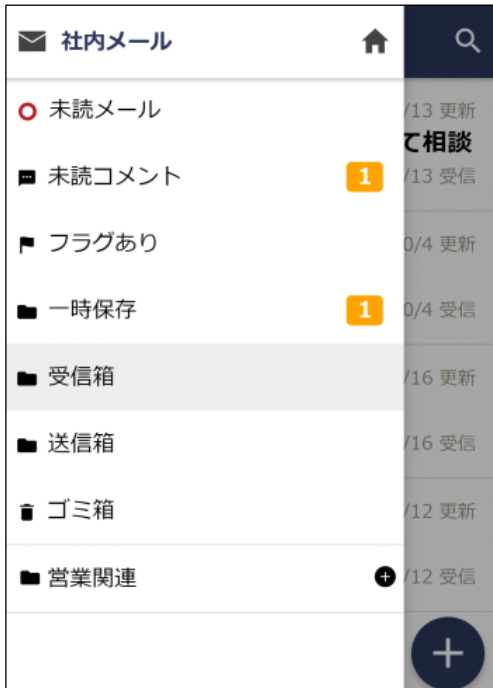 社内メール
未読メール
/13 更新
て相談
未読コメント
1
/13 受信
フラグあり
0/4 更新
一時保存
1
0/4 受信
受信箱
/16 更新
送信箱
/16 受信
ゴミ箱
/12 更新
営業関連
/12 受信